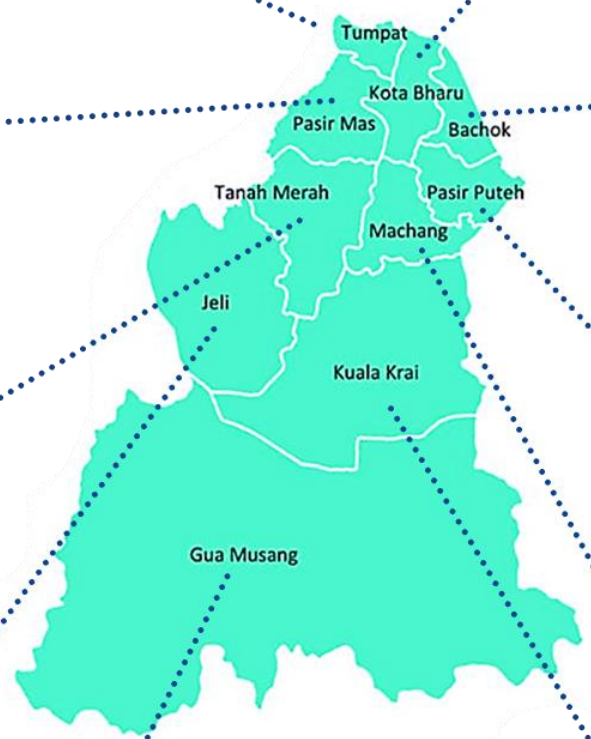 Tumpat
Kota Bharu
Pasir Mas
Bachok
Tanah Merah
Pasir Puteh
Machang
Jeli
Kuala Krai
Gua Musang